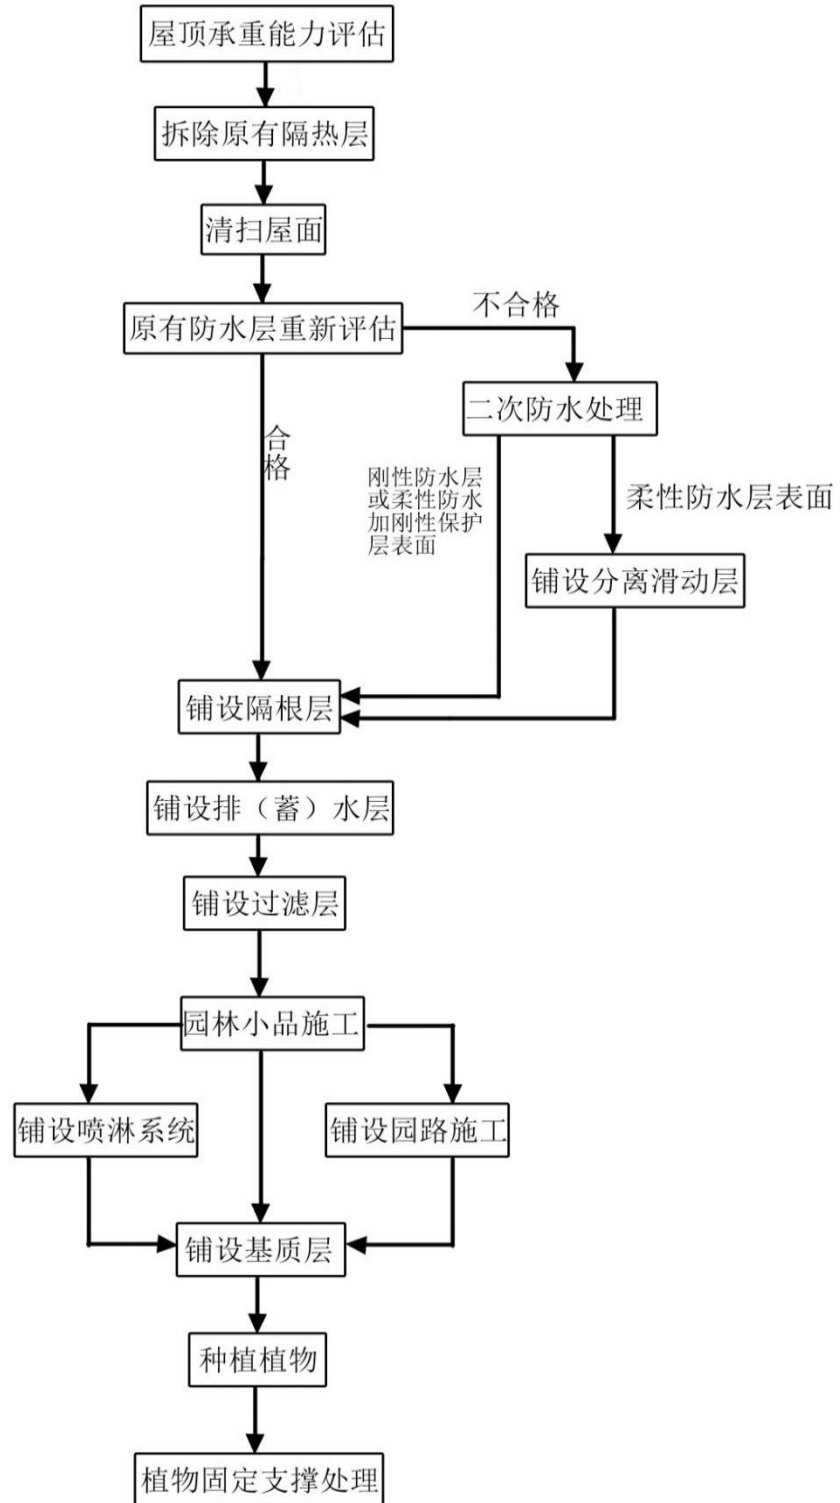 屋顶承重能力评估
拆除原有隔热层
清扫屋面
原有防水层重新评估
不合格
二次防水处理
合
格
刚性防水层
或柔性防水
加刚性保护
层表面
柔性防水层表面
铺设分离滑动层
铺设隔根层
铺设排（蓄）水层
铺设过滤层
园林小品施工
铺设喷淋系统
铺设园路施工
铺设基质层
种植植物
植物固定支撑处理